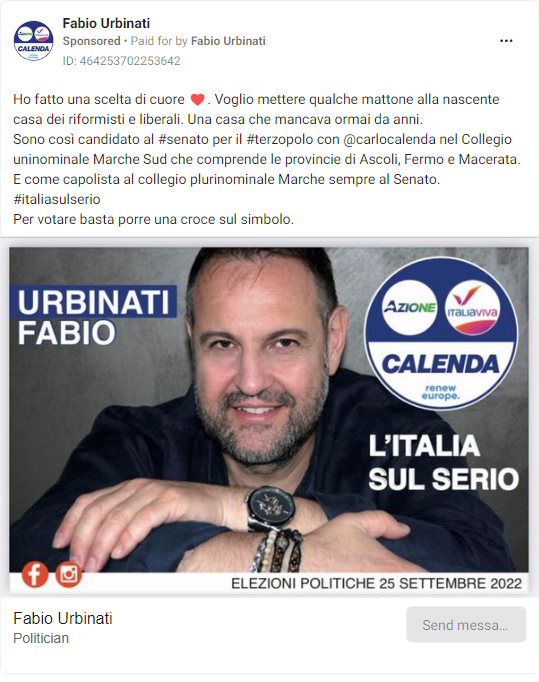 Fabio Urbinati
Sponsored • Paid for by Fabio Urbinati
ID: 464253702253642
Ho fatto una scelta di cuore ❤️. Voglio mettere qualche mattone alla nascente
casa dei riformisti e liberali. Una casa che mancava ormai da anni.
Sono così candidato al #senato per il #terzopolo con @carlocalenda nel Collegio
uninominale Marche Sud che comprende le provincie di Ascoli, Fermo e Macerata.
E come capolista al collegio plurinominale Marche sempre al Senato.
#italiasulserio
Per votare basta porre una croce sul simbolo.
URBINATI
FABIO
AZIONE
ITALIAVIVA
CALENDA
renew
europe.
L'ITALIA
SUL SERIO
ELEZIONI POLITICHE 25 SETTEMBRE 2022
Fabio Urbinati
Politician
Send messa...